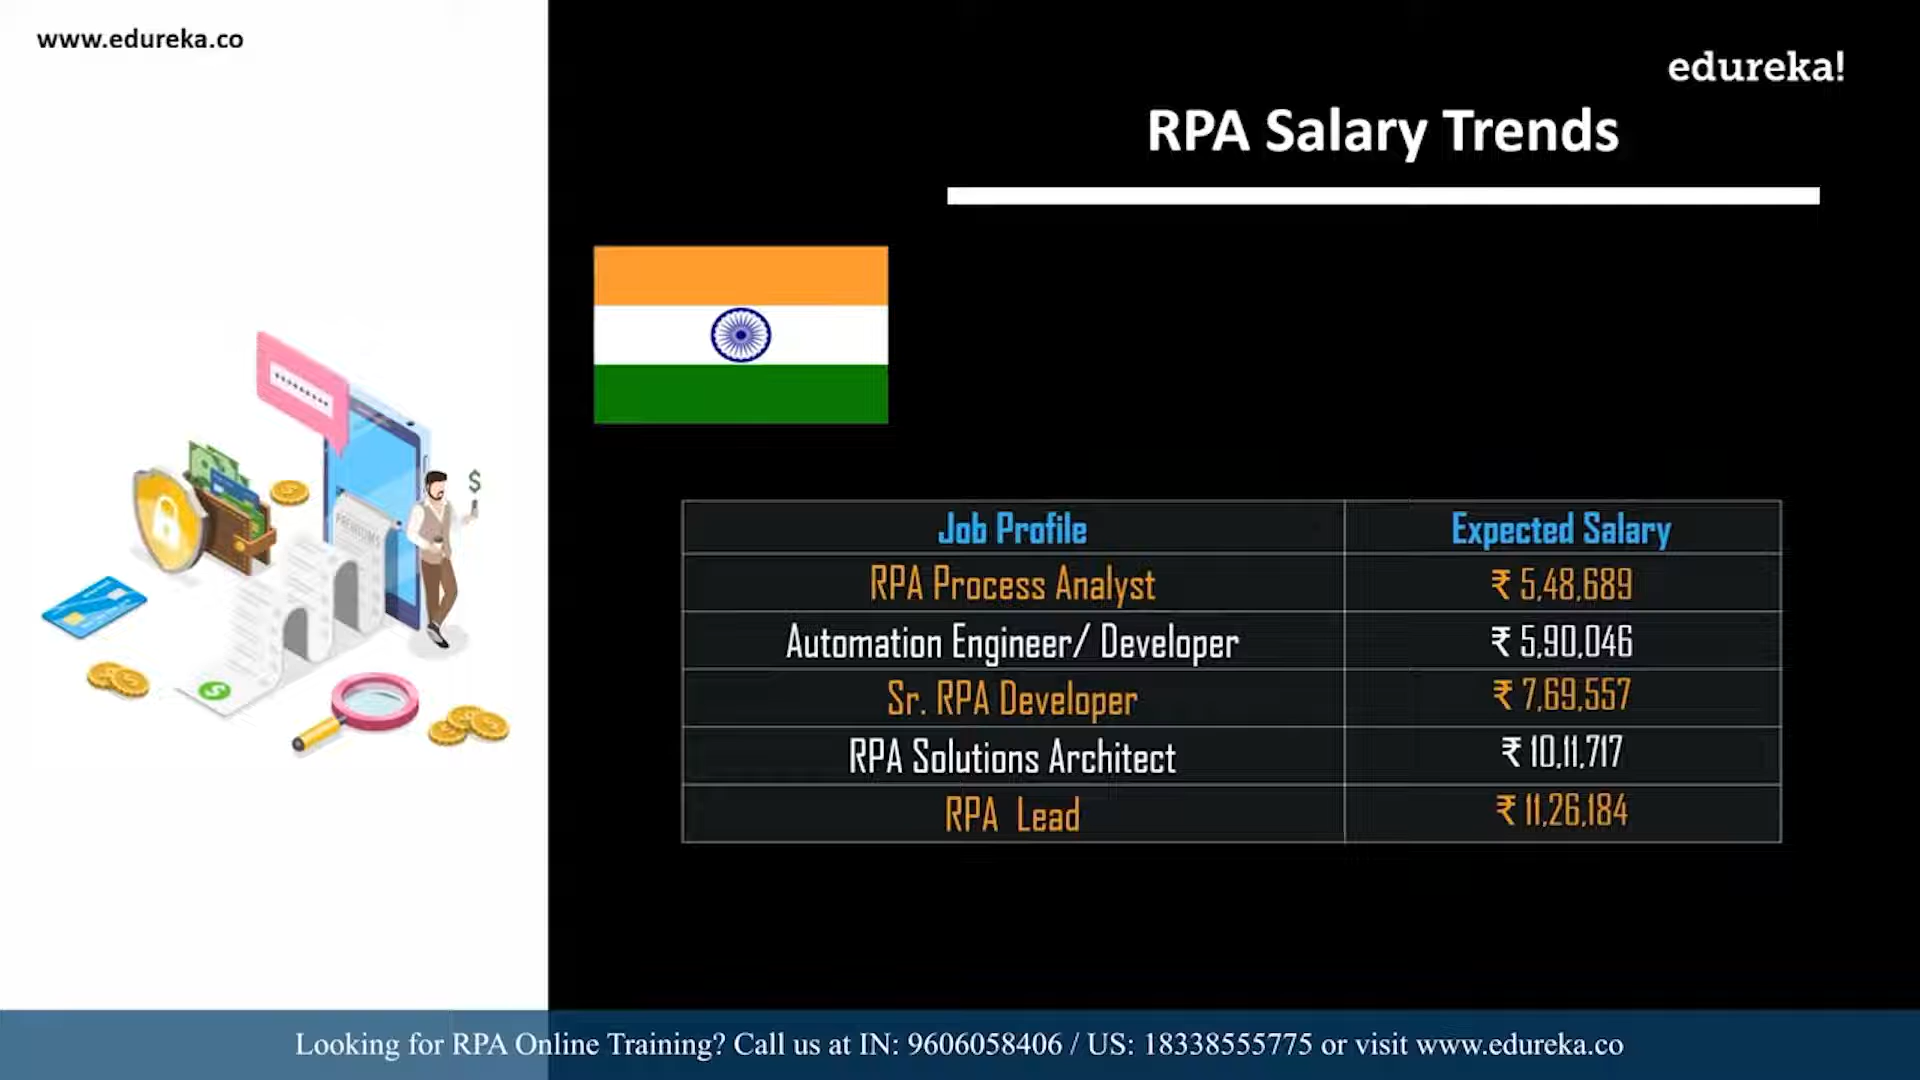 www.edureka.co
edureka!
RPA Salary Trends
PREMIUMS
Job Profile Expected Salary
RPA Process Analyst ₹ 5,48,689
Automation Engineer/ Developer ₹ 5,90,046
Sr. RPA Developer ₹ 7,69,557
RPA Solutions Architect ₹ 10,11,717
RPA Lead ₹ 11,26,184
Looking for RPA Online Training? Call us at IN: 9606058406 / US: 18338555775 or visit www.edureka.co